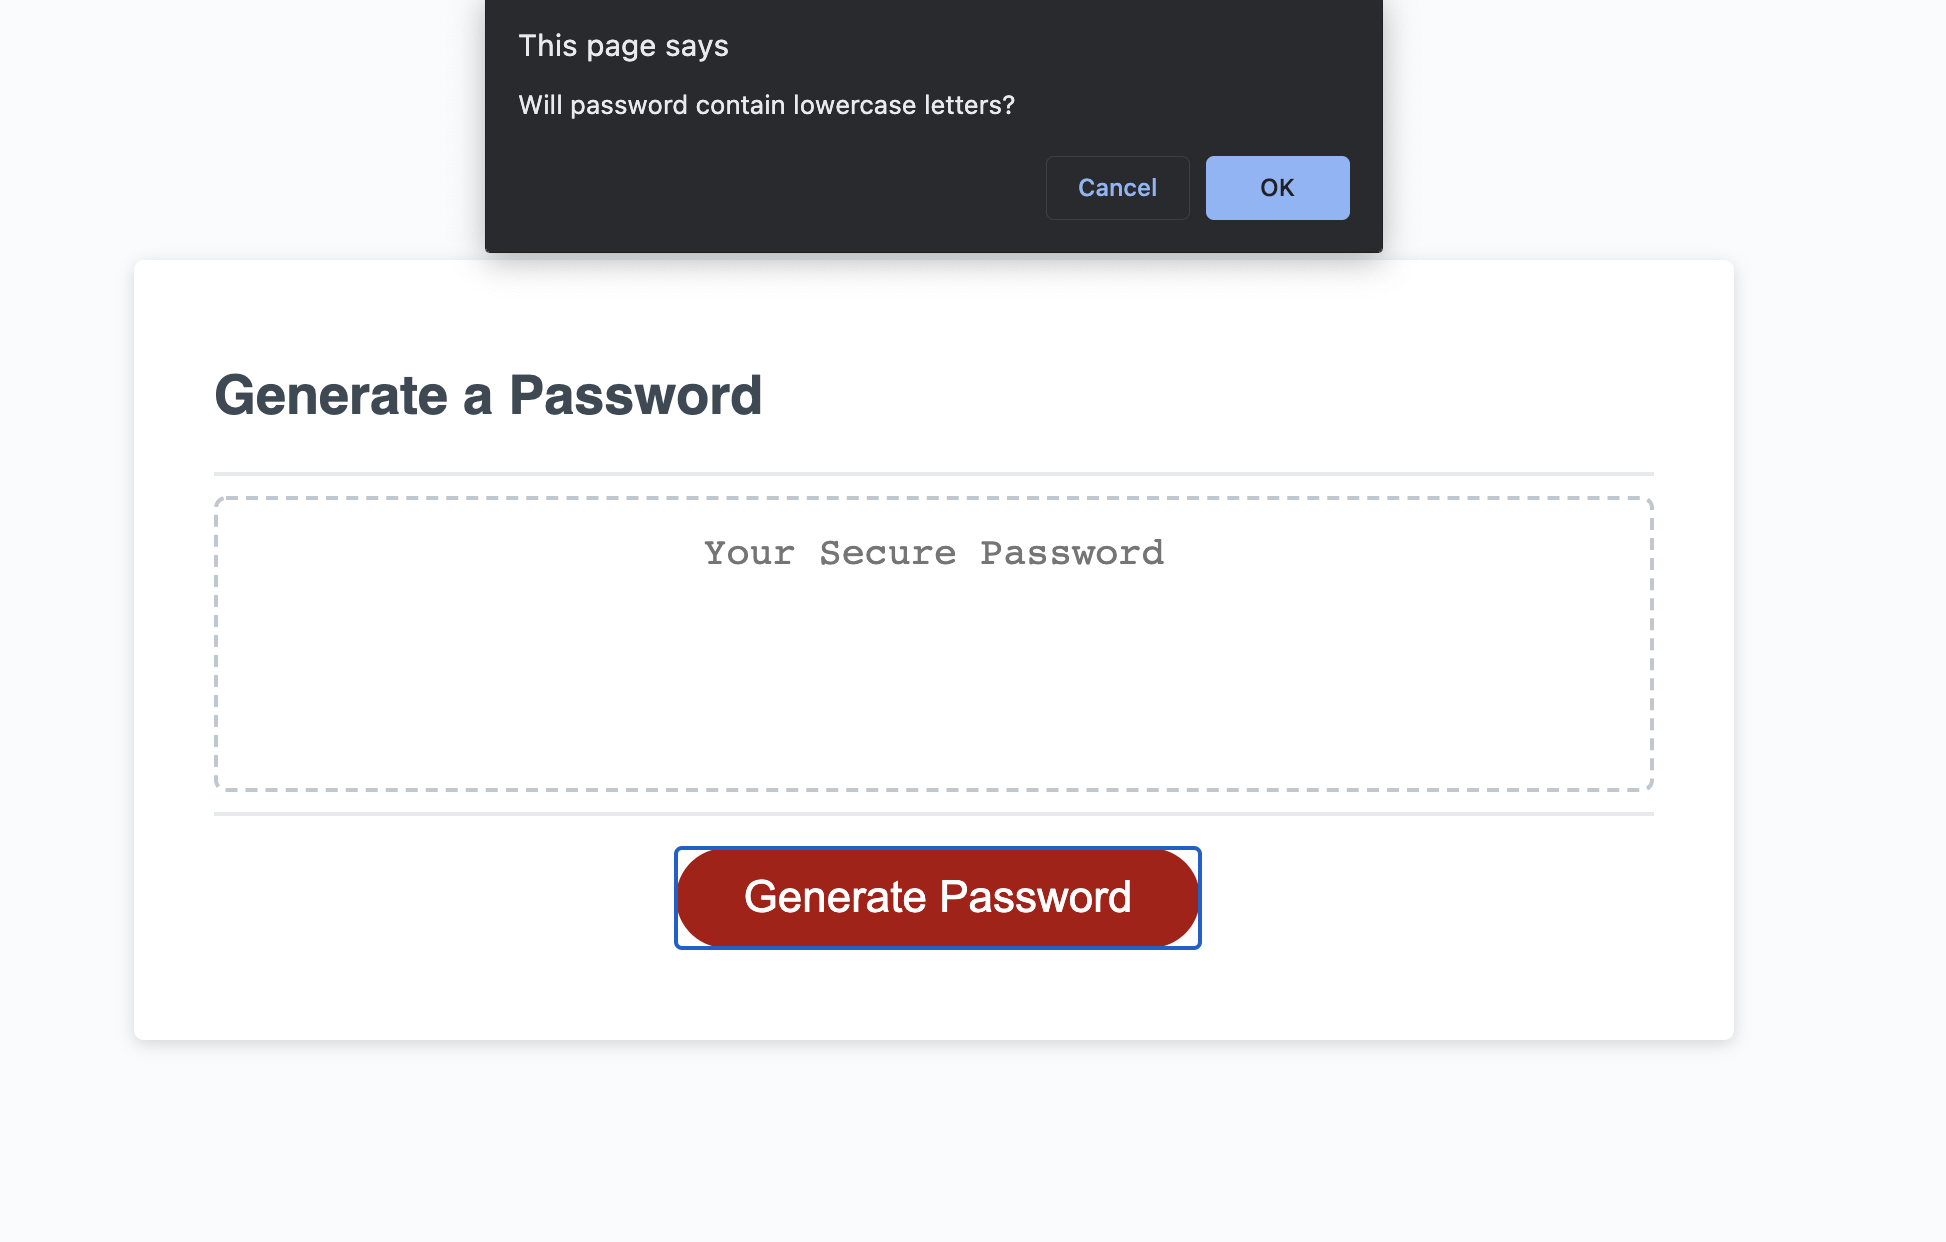 This page says
Will password contain lowercase letters?
Cancel
OK
Generate a Password
Your Secure Password
Generate Password